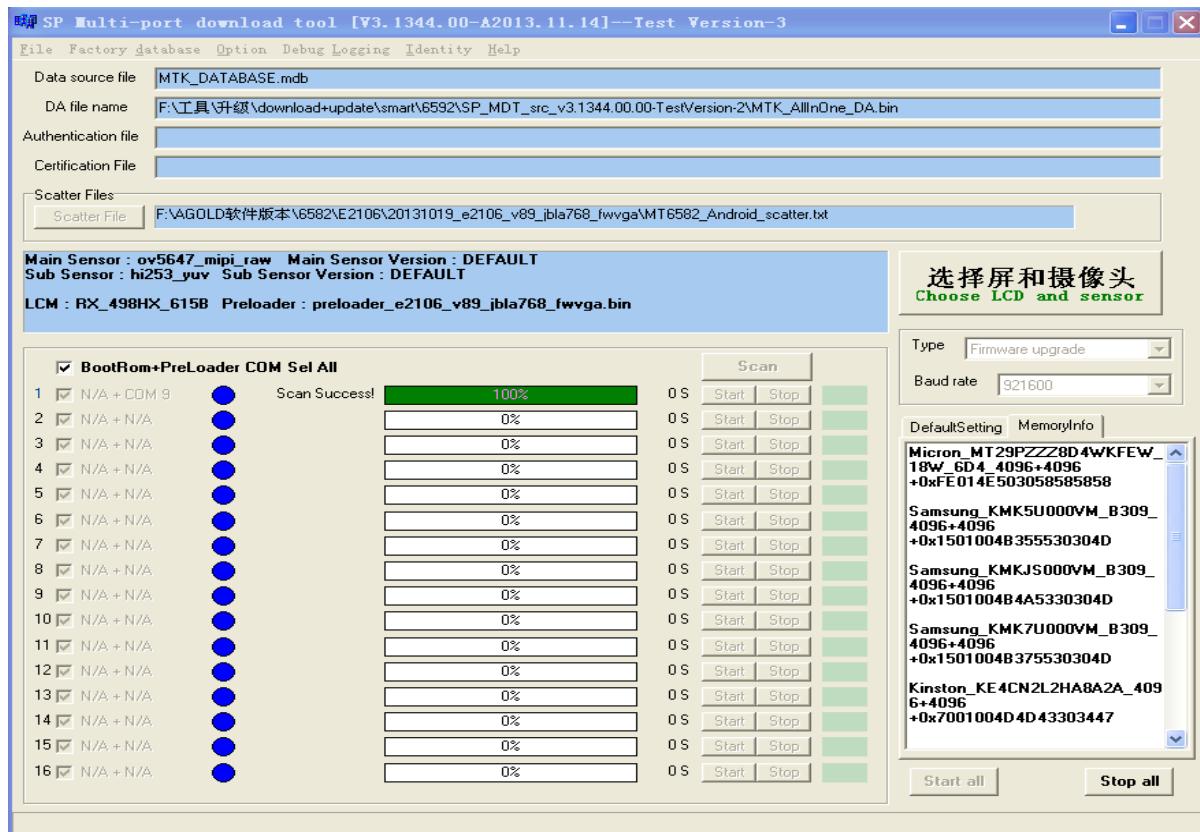 SP Multi-port download tool [V3.1344.00-A2013.11.14]--Test Version-3
File Factory database Option Debug Logging Identity Help
Data source file MTK_DATABASE.mdb
DA file name F:\工具\升级\download+update\smart\6592\SP_MDT_src_v3.1344.00.00-TestVersion-2\MTK_AllInOne_DA.bin
Authentication file
Certification File
Scatter Files
Scatter File F:\AGOLD软件版本\6582\E2106\20131019_e2106_v89_jbla768_fwvga\MT6582_Android_scatter.txt
Main Sensor : ov5647_mipi_raw Main Sensor Version : DEFAULT
Sub Sensor : hi253_yuv Sub Sensor Version : DEFAULT
LCM : RX_498HX_615B Preloader : preloader_e2106_v89_jbla768_fwvga.bin
选择屏和摄像头
Choose LCD and sensor
Type Firmware upgrade
Baud rate 921600
BootRom+PreLoader COM Sel All Scan
1 N/A + COM 9 Scan Success! 100% 0 S Start Stop
2 N/A + N/A 0% 0 S Start Stop
3 N/A + N/A 0% 0 S Start Stop
4 N/A + N/A 0% 0 S Start Stop
5 N/A + N/A 0% 0 S Start Stop
6 N/A + N/A 0% 0 S Start Stop
7 N/A + N/A 0% 0 S Start Stop
8 N/A + N/A 0% 0 S Start Stop
9 N/A + N/A 0% 0 S Start Stop
10 N/A + N/A 0% 0 S Start Stop
11 N/A + N/A 0% 0 S Start Stop
12 N/A + N/A 0% 0 S Start Stop
13 N/A + N/A 0% 0 S Start Stop
14 N/A + N/A 0% 0 S Start Stop
15 N/A + N/A 0% 0 S Start Stop
16 N/A + N/A 0% 0 S Start Stop
DefaultSetting MemoryInfo
Micron_MT29PZZZ8D4WKFEW_
18W_6D4_4096+4096
+0xFE014E503058585858
Samsung_KMK5U000VM_B309_
4096+4096
+0x1501004B355530304D
Samsung_KMKJS000VM_B309_
4096+4096
+0x1501004B4A5330304D
Samsung_KMK7U000VM_B309_
4096+4096
+0x1501004B375530304D
Kinston_KE4CN2L2HA8A2A_409
6+4096
+0x7001004D4D43303447
Start all Stop all